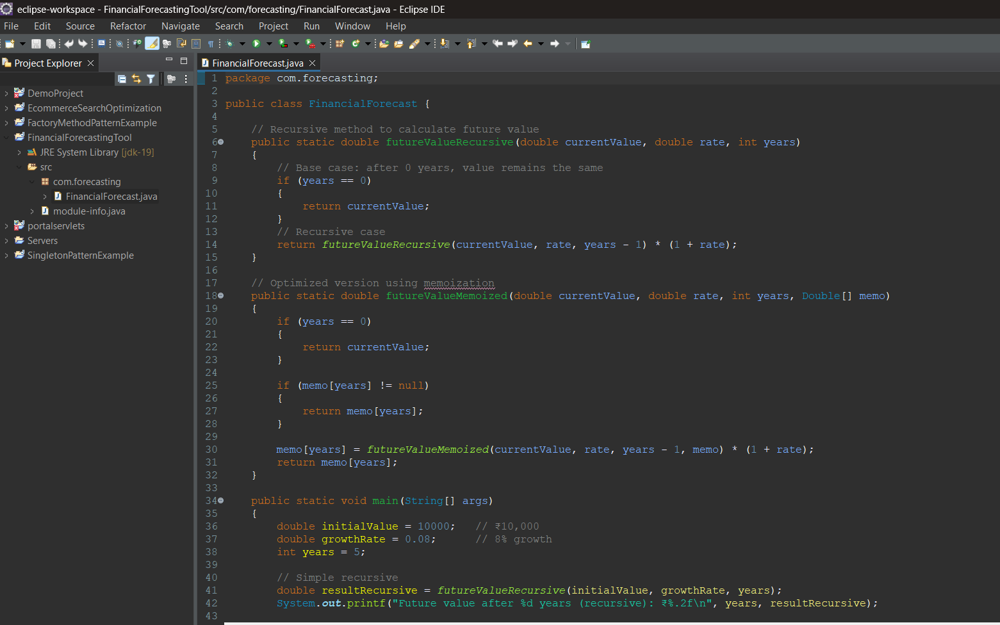 eclipse-workspace - FinancialForecastingTool/src/com/forecasting/FinancialForecast.java - Eclipse IDE
File Edit Source Refactor Navigate Search Project Run Window Help
Project Explorer
DemoProject
EcommerceSearchOptimization
FactoryMethodPatternExample
FinancialForecastingTool
JRE System Library [jdk-19]
src
com.forecasting
FinancialForecast.java
module-info.java
portalservlets
Servers
SingletonPatternExample
FinancialForecast.java
1 package com.forecasting;
2
3 public class FinancialForecast {
4
5     // Recursive method to calculate future value
6     public static double futureValueRecursive(double currentValue, double rate, int years)
7     {
8         // Base case: after 0 years, value remains the same
9         if (years == 0)
10         {
11             return currentValue;
12         }
13         // Recursive case
14         return futureValueRecursive(currentValue, rate, years - 1) * (1 + rate);
15     }
16
17     // Optimized version using memoization
18     public static double futureValueMemoized(double currentValue, double rate, int years, Double[] memo)
19     {
20         if (years == 0)
21         {
22             return currentValue;
23         }
24
25         if (memo[years] != null)
26         {
27             return memo[years];
28         }
29
30         memo[years] = futureValueMemoized(currentValue, rate, years - 1, memo) * (1 + rate);
31         return memo[years];
32     }
33
34     public static void main(String[] args)
35     {
36         double initialValue = 10000;   // ₹10,000
37         double growthRate = 0.08;      // 8% growth
38         int years = 5;
39
40         // Simple recursive
41         double resultRecursive = futureValueRecursive(initialValue, growthRate, years);
42         System.out.printf("Future value after %d years (recursive): ₹%.2f\n", years, resultRecursive);
43